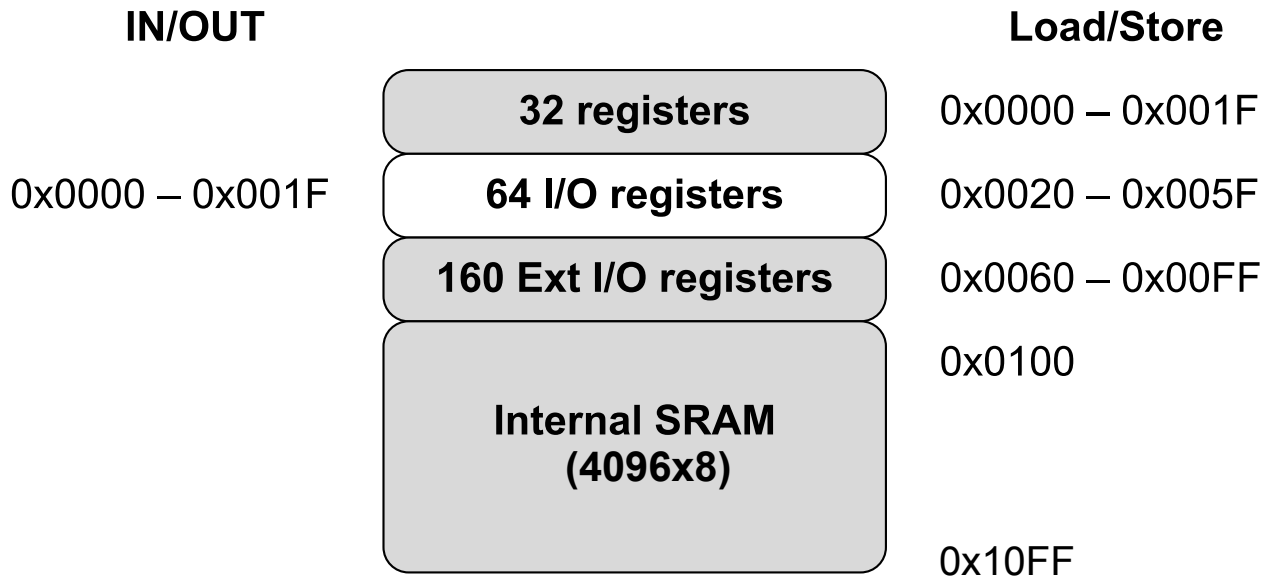 IN/OUT
Load/Store
32 registers
0x0000 – 0x001F
0x0000 – 0x001F
64 I/O registers
0x0020 – 0x005F
160 Ext I/O registers
0x0060 – 0x00FF
0x0100
Internal SRAM
(4096x8)
0x10FF